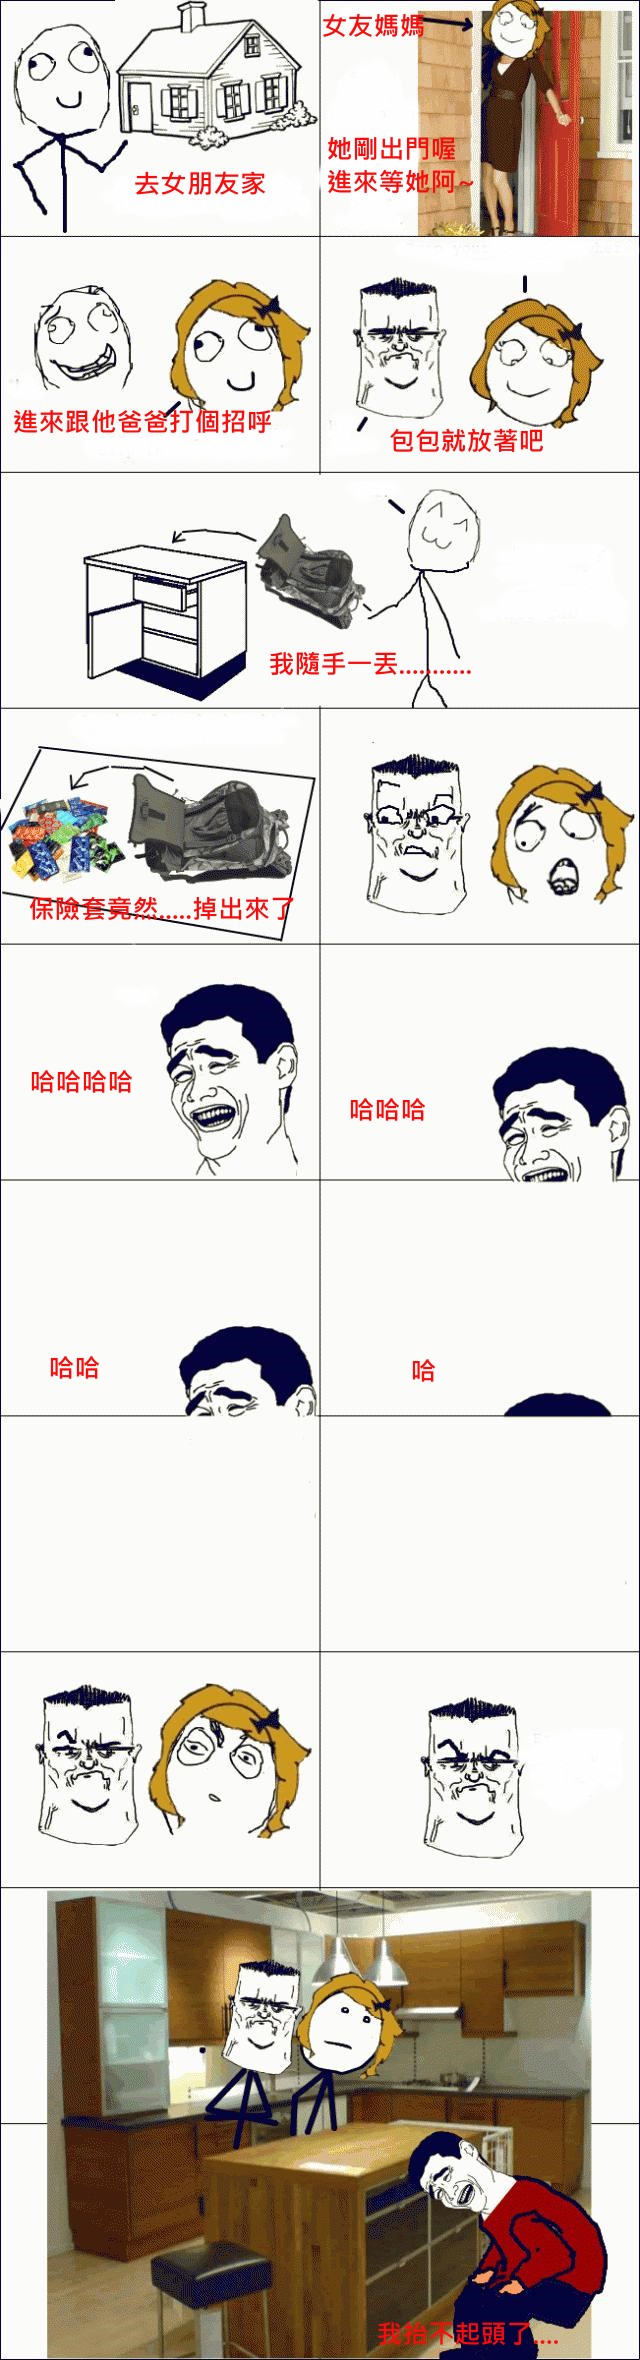 去女朋友家
女友媽媽
她剛出門喔
進來等她阿~
進來跟他爸爸打個招呼
包包就放著吧
我隨手一丟...........
保險套竟然.....掉出來了
哈哈哈哈
哈哈哈
哈哈
哈
我抬不起頭了....